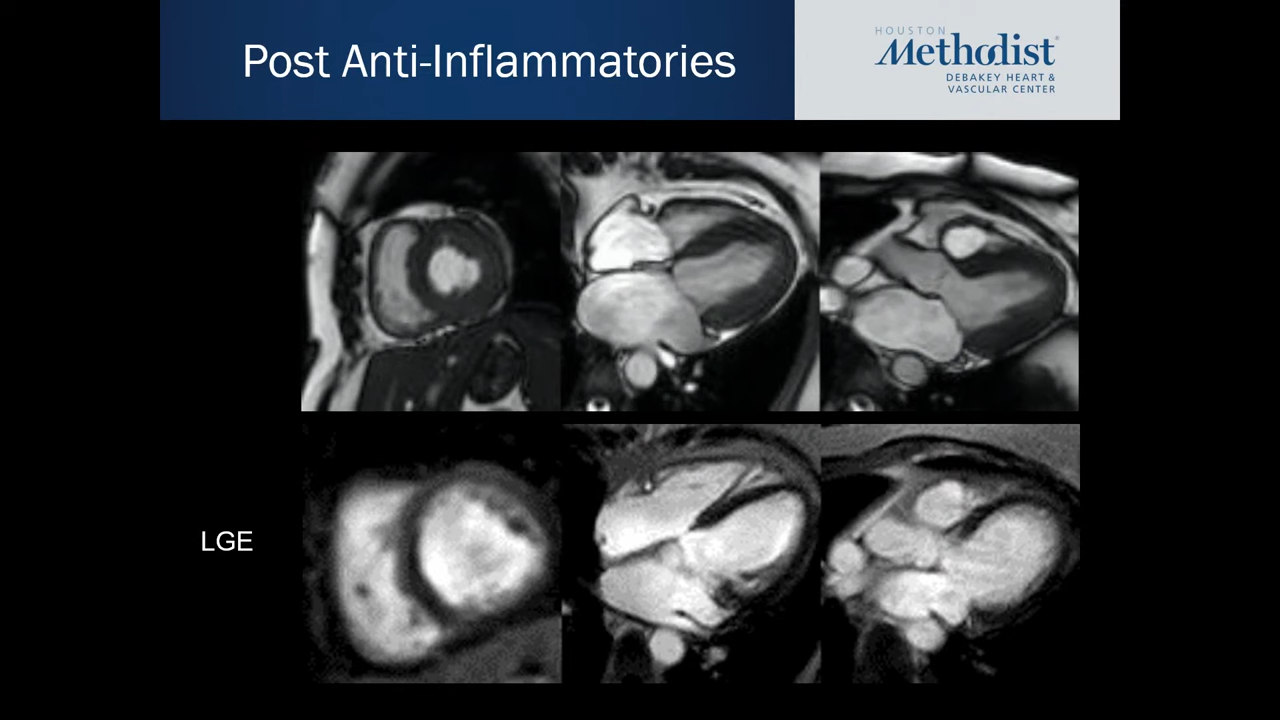 Post Anti-Inflammatories
HOUSTON
Methodist®
DEBAKEY HEART &
VASCULAR CENTER
LGE